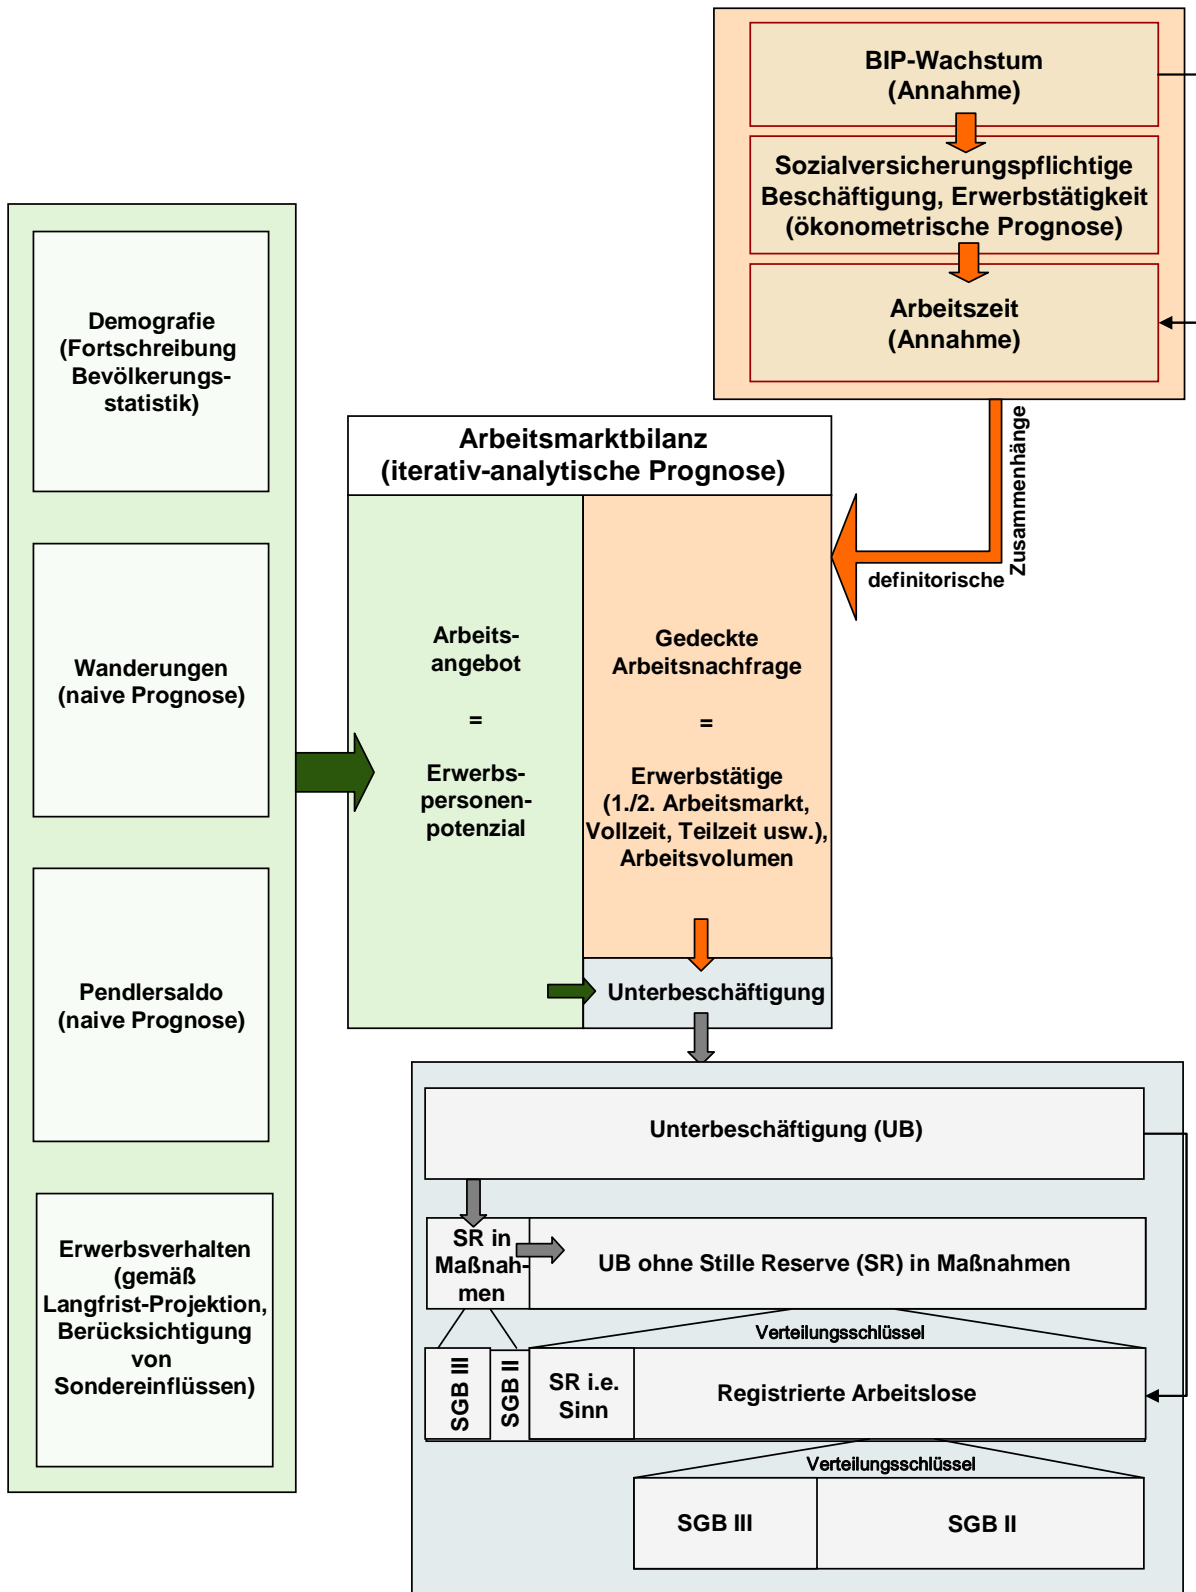 BIP-Wachstum
(Annahme)
Sozialversicherungspflichtige
Beschäftigung, Erwerbstätigkeit
(ökonometrische Prognose)
Arbeitszeit
(Annahme)
definitorische
Zusammenhänge
Demografie
(Fortschreibung
Bevölkerungs-
statistik)
Wanderungen
(naive Prognose)
Pendlersaldo
(naive Prognose)
Erwerbsverhalten
(gemäß
Langfrist-Projektion,
Berücksichtigung
von
Sondereinflüssen)
Arbeitsmarktbilanz
(iterativ-analytische Prognose)
Arbeits-
angebot
=
Erwerbs-
personen-
potenzial
Gedeckte
Arbeitsnachfrage
=
Erwerbstätige
(1./2. Arbeitsmarkt,
Vollzeit, Teilzeit usw.),
Arbeitsvolumen
Unterbeschäftigung
Unterbeschäftigung (UB)
SR in
Maßnah-
men
UB ohne Stille Reserve (SR) in Maßnahmen
Verteilungsschlüssel
SGB III
SGB II
SR i.e.
Sinn
Registrierte Arbeitslose
Verteilungsschlüssel
SGB III
SGB II